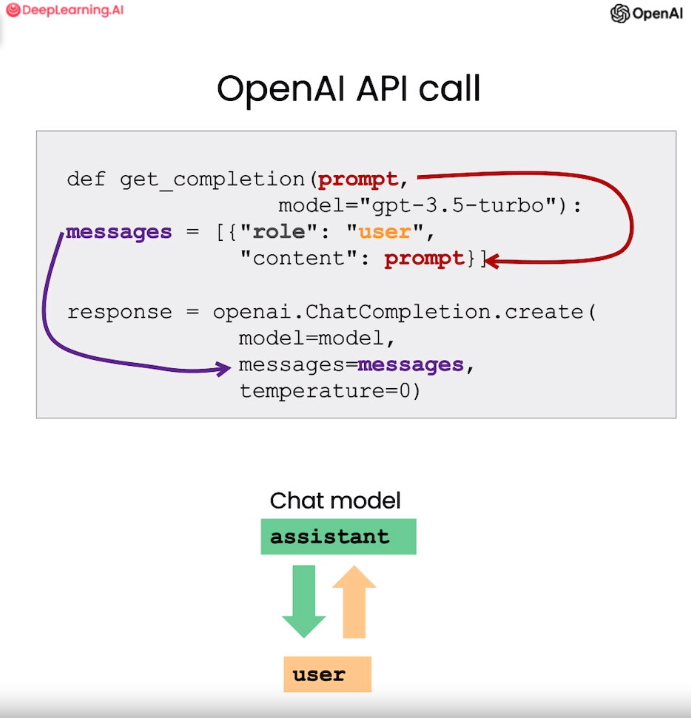 DeepLearning.AI
OpenAI
OpenAI API call
def get_completion(prompt,
model="gpt-3.5-turbo"):
messages = [{"role": "user",
"content": prompt}]
response = openai.ChatCompletion.create(
model=model,
messages=messages,
temperature=0)
Chat model
assistant
user